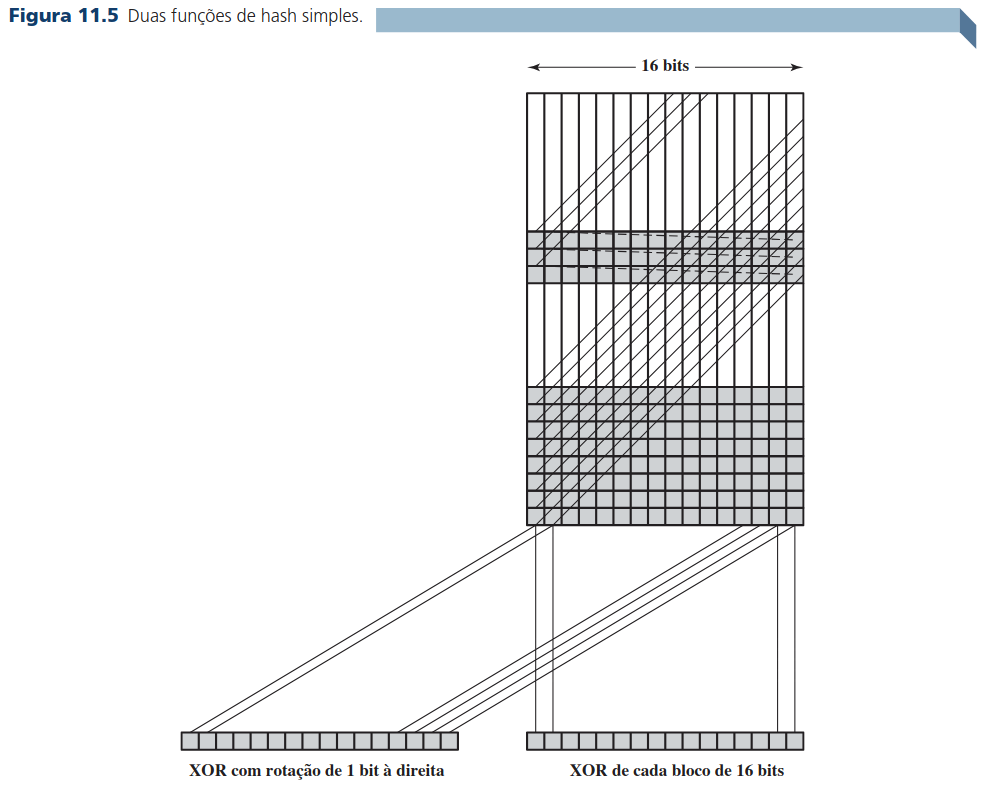 Figura 11.5 Duas funções de hash simples.
16 bits
XOR com rotação de 1 bit à direita
XOR de cada bloco de 16 bits